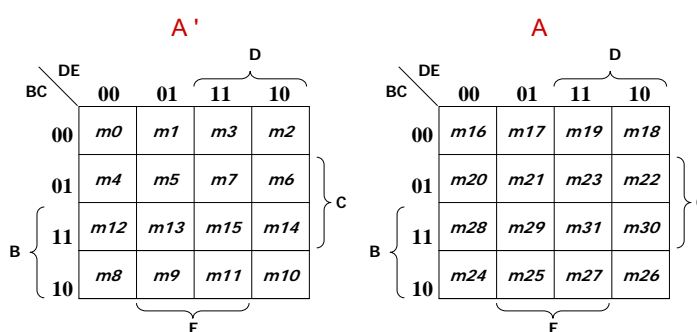 A ' A
D D
DE DE
BC 00 01 11 10 BC 00 01 11 10
00 m0 m1 m3 m2 00 m16 m17 m19 m18
01 m4 m5 m7 m6 01 m20 m21 m23 m22
C
11 m12 m13 m15 m14 11 m28 m29 m31 m30
B B
10 m8 m9 m11 m10 10 m24 m25 m27 m26